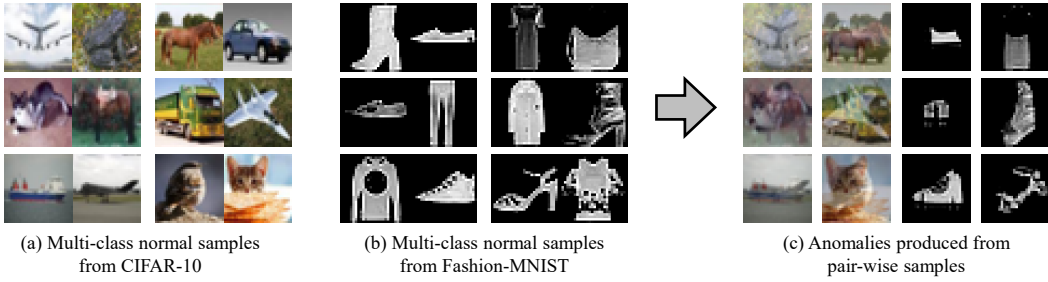 (a) Multi-class normal samples
from CIFAR-10
(b) Multi-class normal samples
from Fashion-MNIST
(c) Anomalies produced from
pair-wise samples